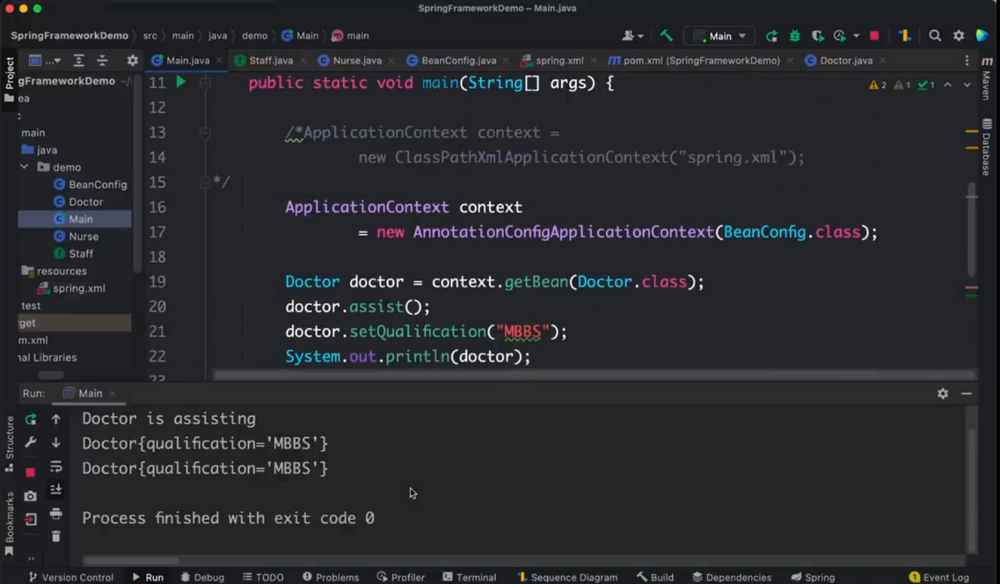 SpringFrameworkDemo – Main.java
SpringFrameworkDemo src main java demo Main main
Main
Project
Main.java Staff.java Nurse.java BeanConfig.java spring.xml pom.xml (SpringFrameworkDemo) Doctor.java
Maven
Database
gFrameworkDemo ~/
ea
main
java
demo
BeanConfig
Doctor
Main
Nurse
Staff
resources
spring.xml
test
rget
m.xml
nal Libraries
2 1 1
11 public static void main(String[] args) {
12
13 /*ApplicationContext context =
14 new ClassPathXmlApplicationContext("spring.xml");
15 */
16 ApplicationContext context
17 = new AnnotationConfigApplicationContext(BeanConfig.class);
18
19 Doctor doctor = context.getBean(Doctor.class);
20 doctor.assist();
21 doctor.setQualification("MBBS");
22 System.out.println(doctor);
23
Run: Main
Structure
Bookmarks
Doctor is assisting
Doctor{qualification='MBBS'}
Doctor{qualification='MBBS'}
Process finished with exit code 0
Version Control Run Debug TODO Problems Profiler Terminal Sequence Diagram Build Dependencies Spring 1 Event Log